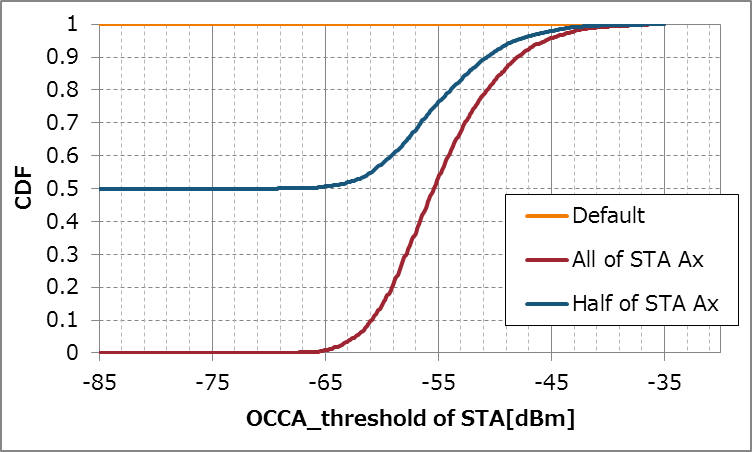 1
0.9
0.8
0.7
0.6
0.5
0.4
0.3
0.2
0.1
0
CDF
Default
All of STA Ax
Half of STA Ax
-85 -75 -65 -55 -45 -35
OCCA_threshold of STA[dBm]